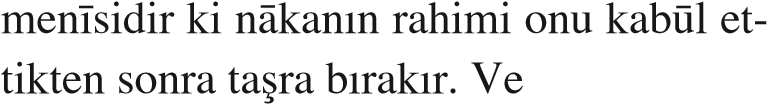 menīsidir ki nākanın rahimi onu kabūl et-
tikten sonra taşra bırakır. Ve